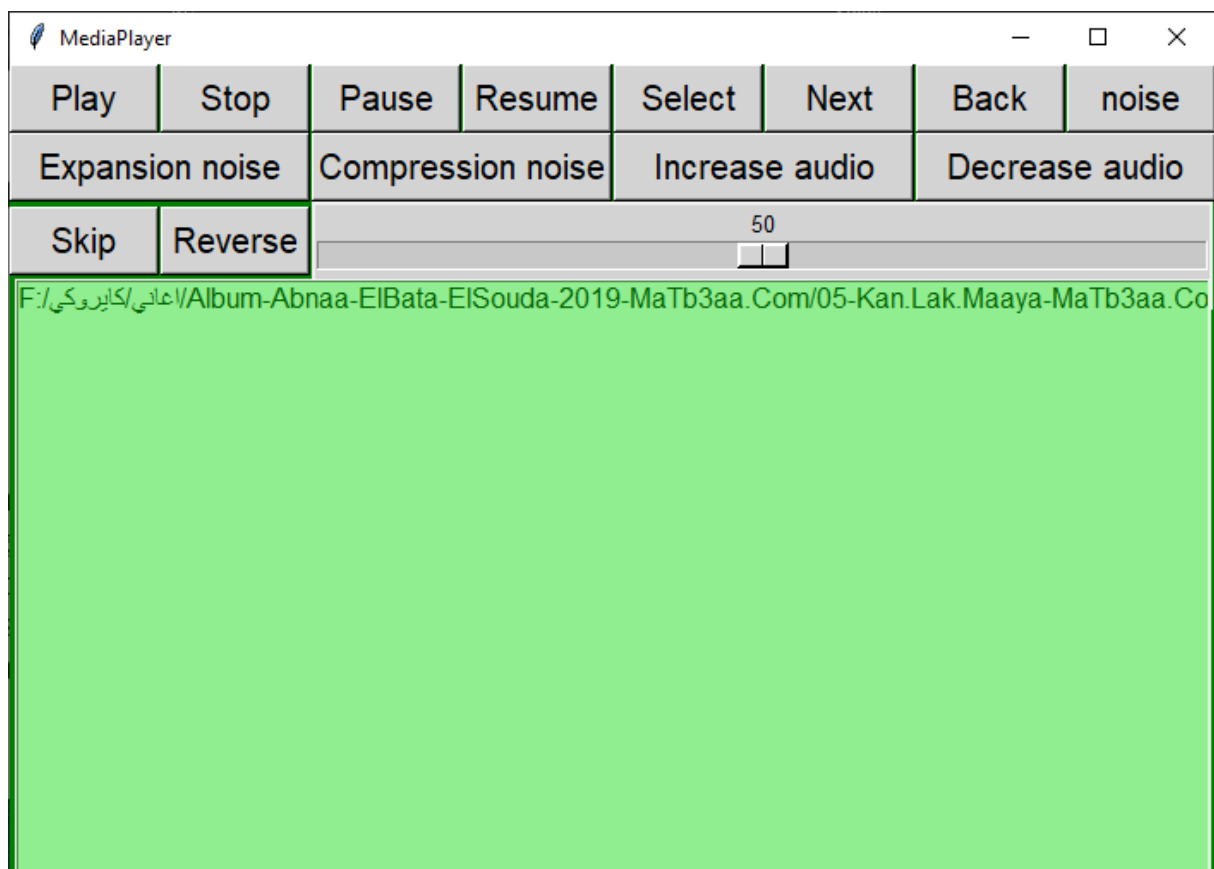 MediaPlayer
Play Stop Pause Resume Select Next Back noise
Expansion noise Compression noise Increase audio Decrease audio
Skip Reverse 50
F:/اغاني/كايروكي/Album-Abnaa-ElBata-ElSouda-2019-MaTb3aa.Com/05-Kan.Lak.Maaya-MaTb3aa.Co